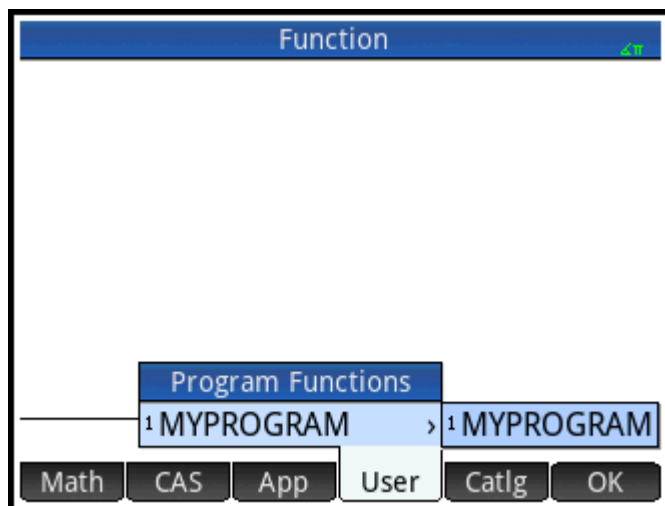 Function
∡π
Program Functions
1 MYPROGRAM › 1 MYPROGRAM
Math CAS App User Catlg OK